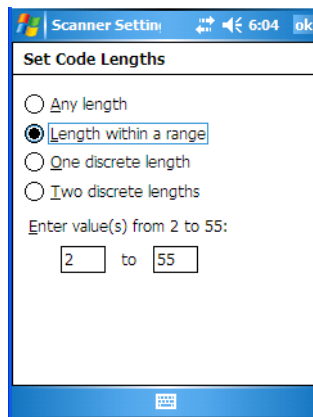 Scanner Settin 6:04 ok
Set Code Lengths
Any length
Length within a range
One discrete length
Two discrete lengths
Enter value(s) from 2 to 55:
2 to 55